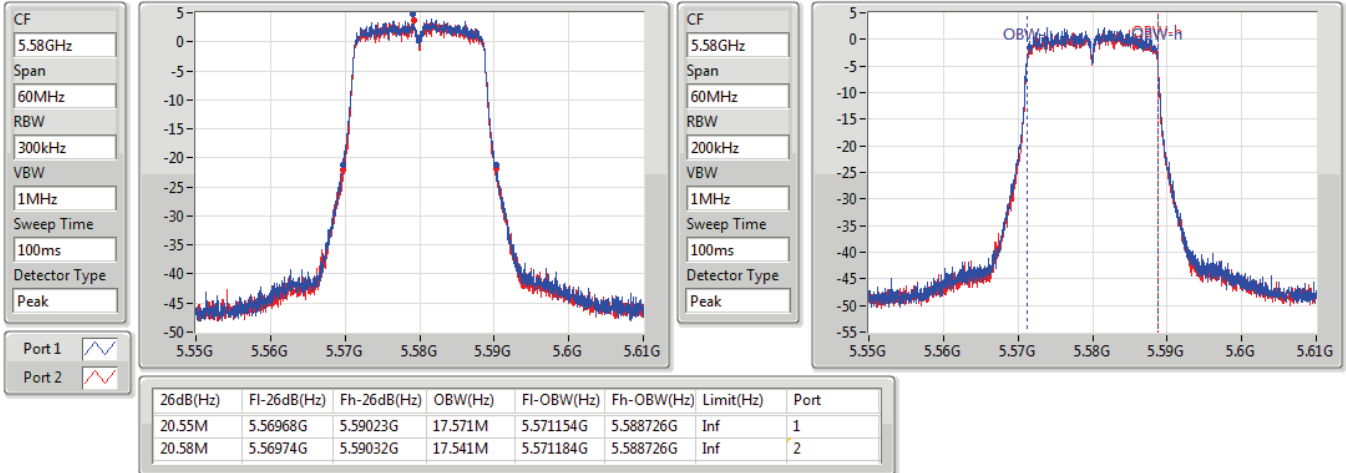 CF
5.58GHz
Span
60MHz
RBW
300kHz
VBW
1MHz
Sweep Time
100ms
Detector Type
Peak
Port 1
Port 2
5
0
-5
-10
-15
-20
-25
-30
-35
-40
-45
-50
5.55G 5.56G 5.57G 5.58G 5.59G 5.6G 5.61G
CF
5.58GHz
Span
60MHz
RBW
200kHz
VBW
1MHz
Sweep Time
100ms
Detector Type
Peak
5
0
-5
-10
-15
-20
-25
-30
-35
-40
-45
-50
-55
OBW-l OBW-h
5.55G 5.56G 5.57G 5.58G 5.59G 5.6G 5.61G
26dB(Hz) Fl-26dB(Hz) Fh-26dB(Hz) OBW(Hz) Fl-OBW(Hz) Fh-OBW(Hz) Limit(Hz) Port
20.55M 5.56968G 5.59023G 17.571M 5.571154G 5.588726G Inf 1
20.58M 5.56974G 5.59032G 17.541M 5.571184G 5.588726G Inf 2